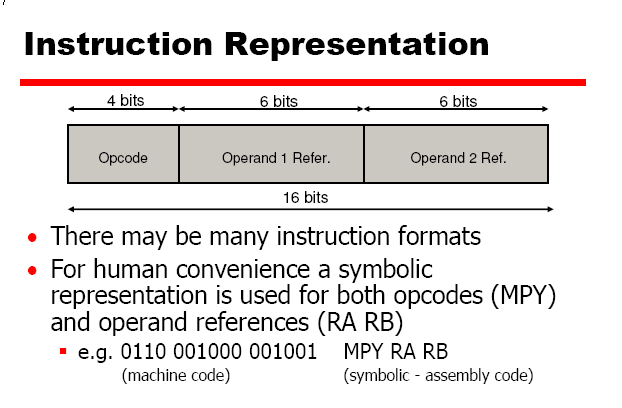 Instruction Representation
4 bits 6 bits 6 bits
Opcode Operand 1 Refer. Operand 2 Ref.
16 bits
• There may be many instruction formats
• For human convenience a symbolic
representation is used for both opcodes (MPY)
and operand references (RA RB)
▪ e.g. 0110 001000 001001 MPY RA RB
(machine code) (symbolic - assembly code)